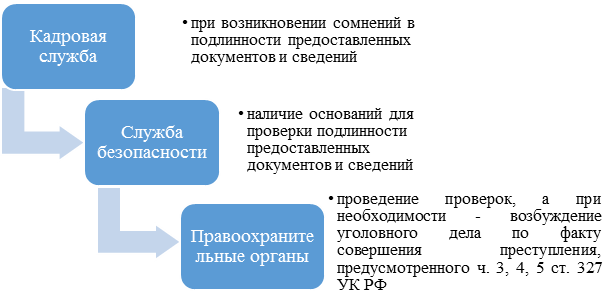 Кадровая
служба
• при возникновении сомнений в
подлинности предоставленных
документов и сведений
Служба
безопасности
• наличие оснований для
проверки подлинности
предоставленных
документов и сведений
Правоохраните
льные органы
• проведение проверок, а при
необходимости - возбуждение
уголовного дела по факту
совершения преступления,
предусмотренного ч. 3, 4, 5 ст. 327
УК РФ